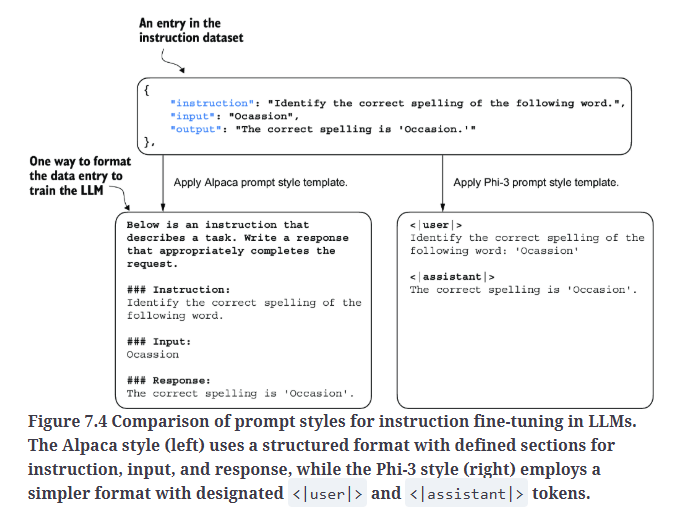 An entry in the
instruction dataset
{
"instruction": "Identify the correct spelling of the following word.",
"input": "Ocassion",
"output": "The correct spelling is 'Occasion.'"
},
One way to format
the data entry to
train the LLM
Apply Alpaca prompt style template.
Apply Phi-3 prompt style template.
Below is an instruction that
describes a task. Write a response
that appropriately completes the
request.
### Instruction:
Identify the correct spelling of the
following word.
### Input:
Ocassion
### Response:
The correct spelling is 'Occasion'.
<|user|>
Identify the correct spelling of the
following word: 'Ocassion'
<|assistant|>
The correct spelling is 'Occasion'.
Figure 7.4 Comparison of prompt styles for instruction fine-tuning in LLMs.
The Alpaca style (left) uses a structured format with defined sections for
instruction, input, and response, while the Phi-3 style (right) employs a
simpler format with designated <|user|> and <|assistant|> tokens.